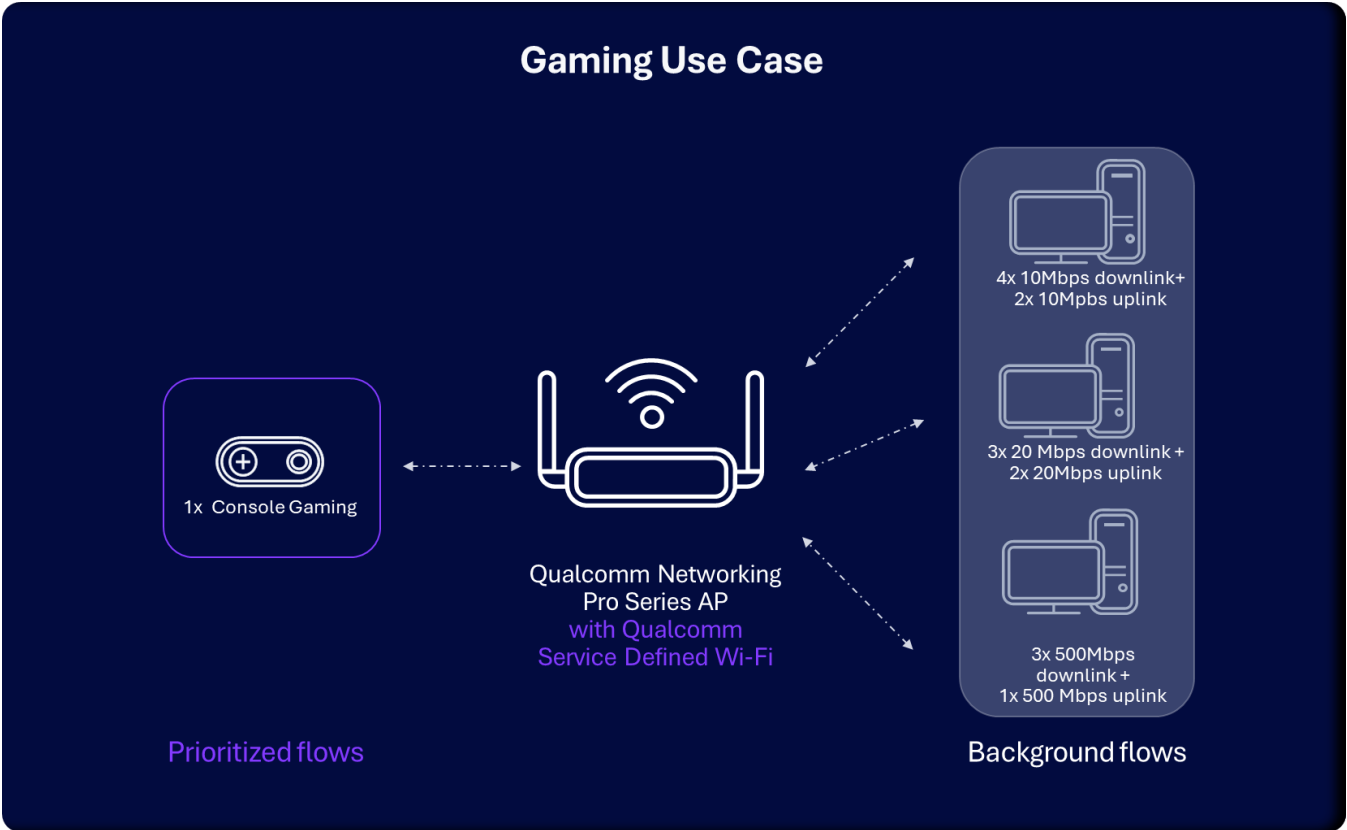 Gaming Use Case
4x 10Mbps downlink+
2x 10Mpbs uplink
3x 20 Mbps downlink +
2x 20Mbps uplink
1x Console Gaming
Qualcomm Networking
Pro Series AP
with Qualcomm
Service Defined Wi-Fi
3x 500Mbps
downlink +
1x 500 Mbps uplink
Prioritized flows
Background flows